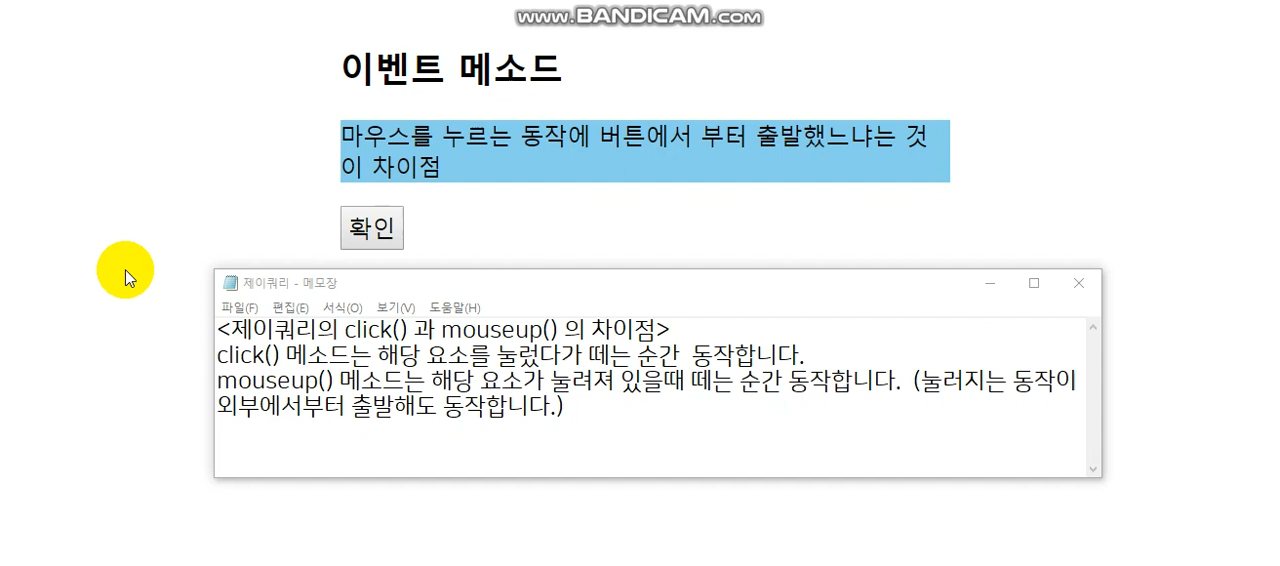 www.BANDICAM.com
이벤트 메소드
마우스를 누르는 동작에 버튼에서 부터 출발했느냐는 것
이 차이점
확인
제이쿼리 - 메모장
파일(F) 편집(E) 서식(O) 보기(V) 도움말(H)
<제이쿼리의 click() 과 mouseup() 의 차이점>
click() 메소드는 해당 요소를 눌렀다가 떼는 순간  동작합니다.
mouseup() 메소드는 해당 요소가 눌려져 있을때 떼는 순간 동작합니다.  (눌러지는 동작이
외부에서부터 출발해도 동작합니다.)